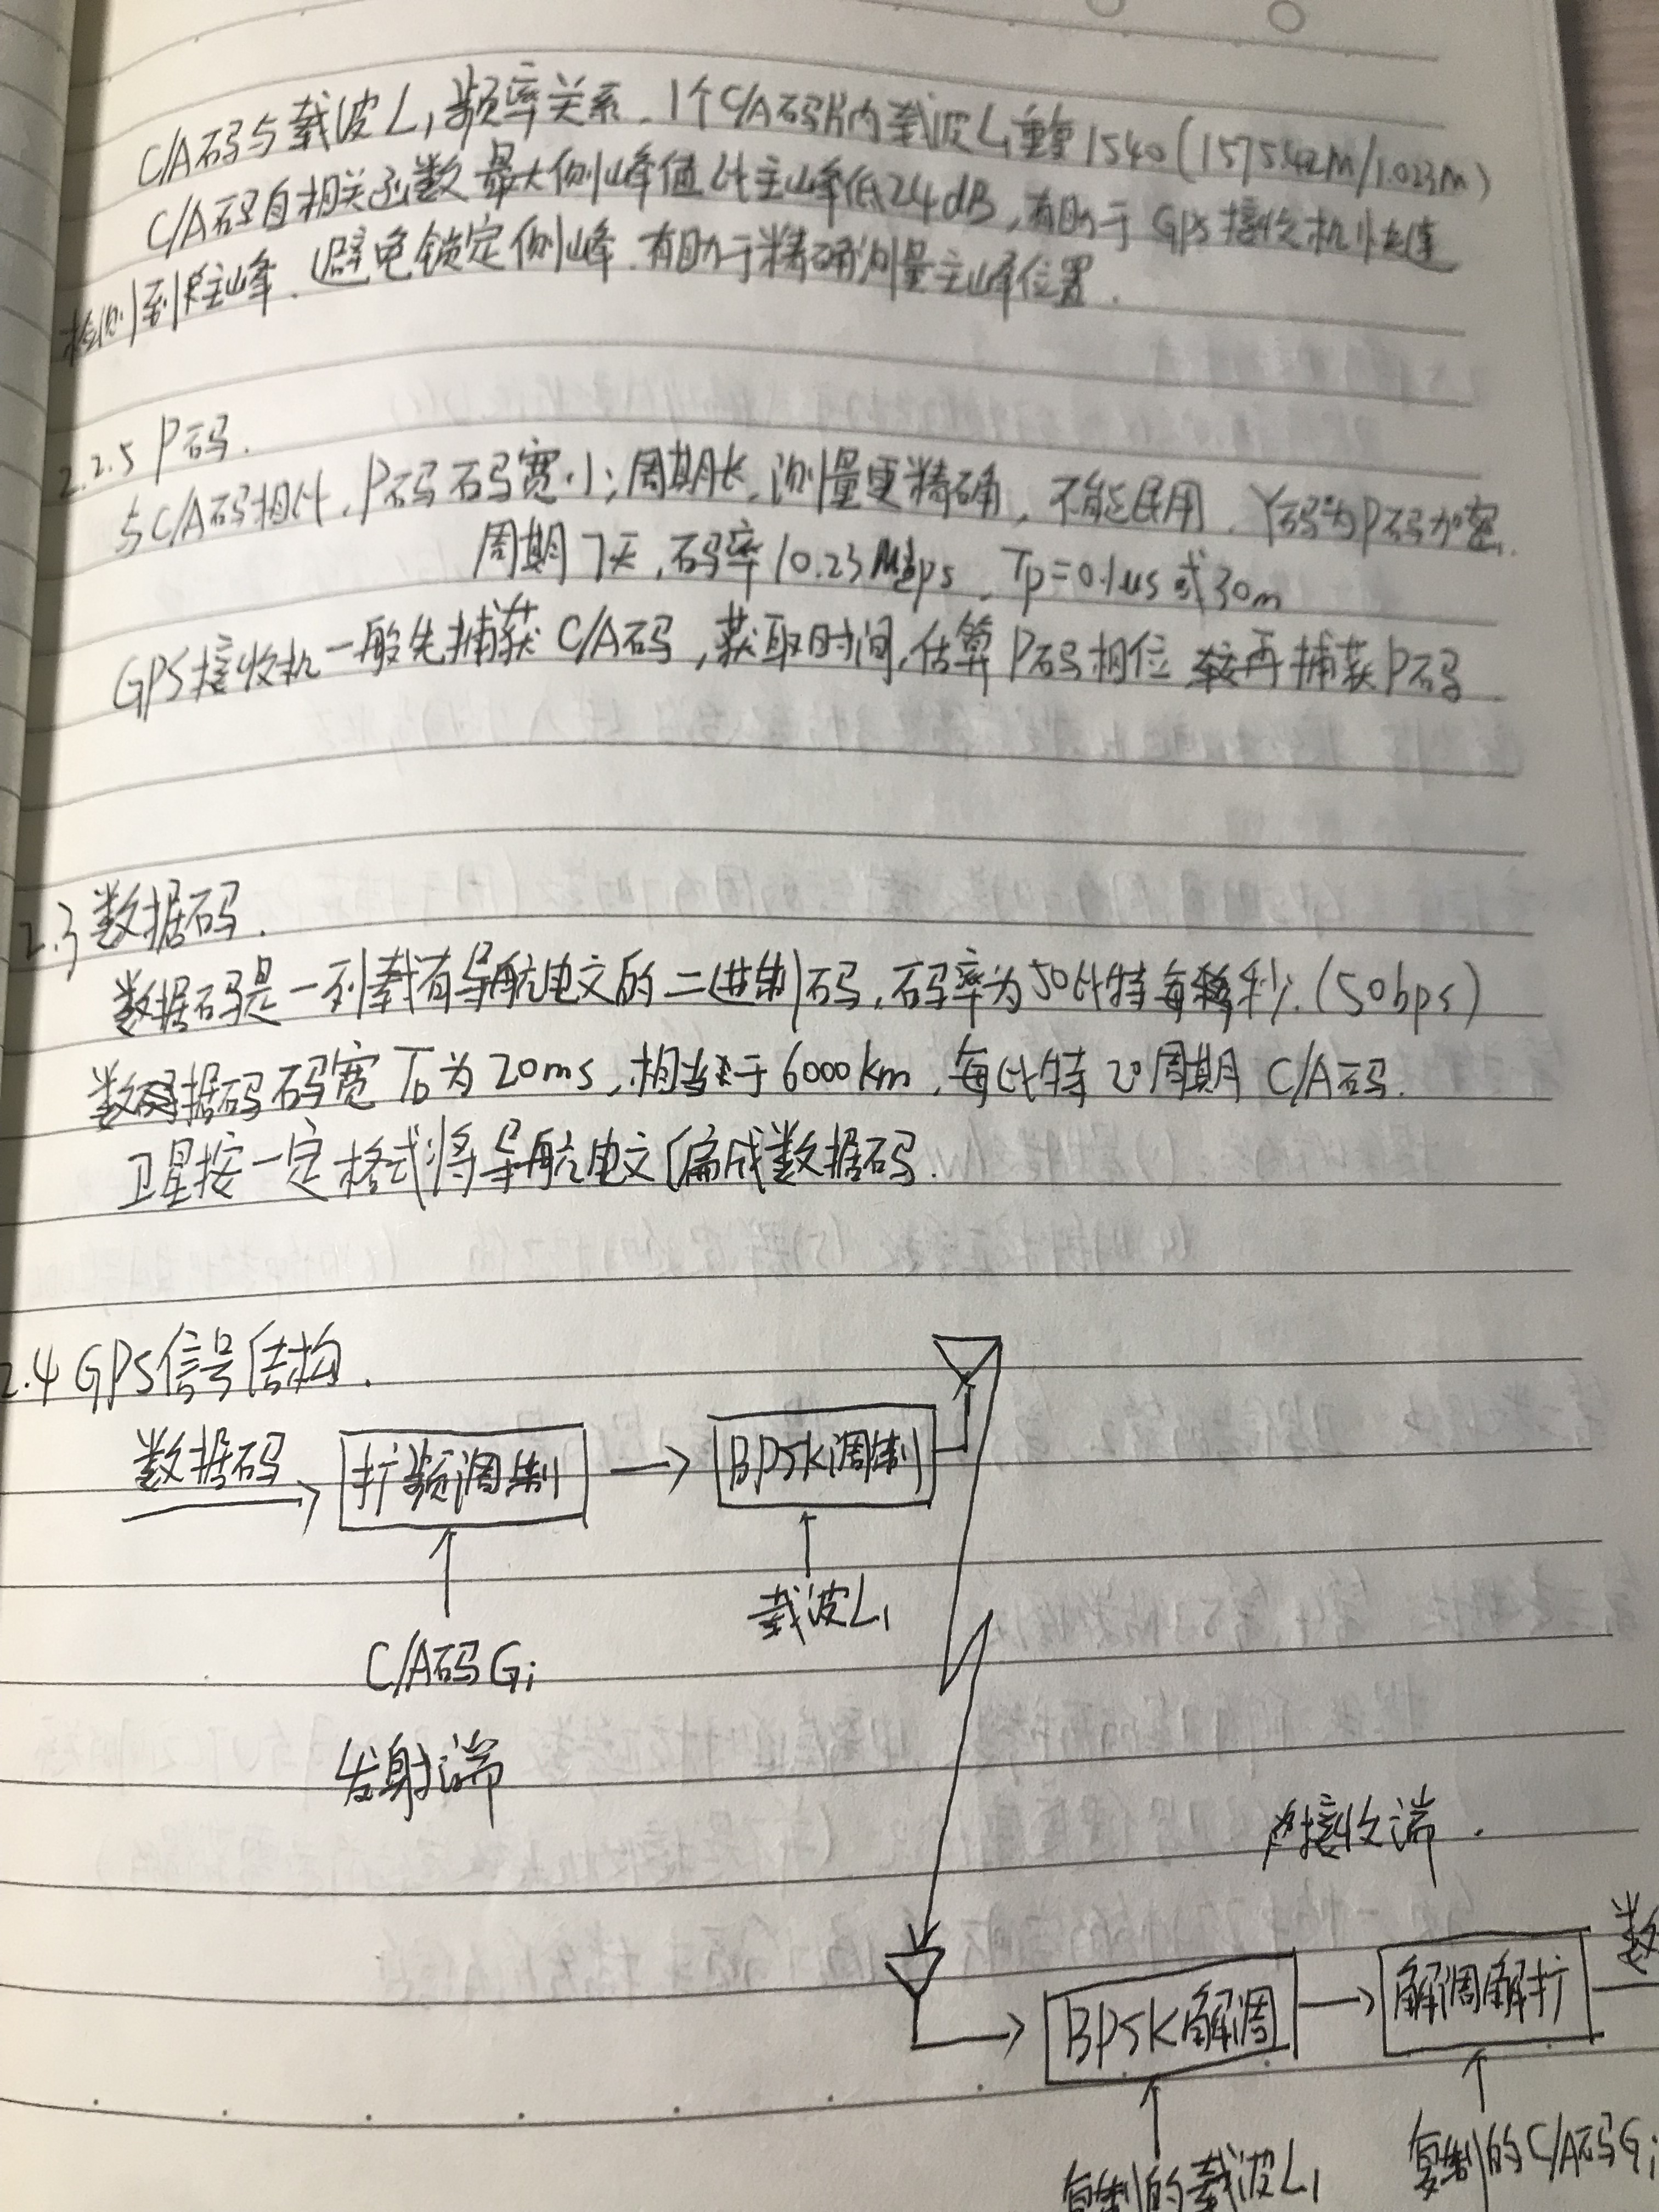 C/A码与载波L1频率关系.1个C/A码片内载波L1重复1540(1575.42M/1.023M)
C/A码自相关函数最大侧峰值比主峰低24dB,有助于GPS接收机快速
检测到主峰.避免锁定侧峰.有助于精确测量主峰位置.
2.2.5 P码.
与C/A码相比,P码码宽小;周期长,测量更精确,不能民用.Y码为P码加密.
周期7天,码率10.23Mcps, Tp=0.1us或30m
GPS接收机一般先捕获C/A码,获取时间,估算P码相位 再捕获P码
2.3 数据码.
数据码是一列载有导航电文的二进制码,码率为50比特每秒.(50bps)
数据码码宽TD为20ms,相当于6000km,每比特20周期C/A码.
卫星按一定格式将导航电文编成数据码.
2.4 GPS信号结构.
数据码
扩频调制
BPSK调制
载波L1
C/A码Gi
发射端
接收端.
BPSK解调
解调解扩
数
复制的载波L1
复制的C/A码Gi